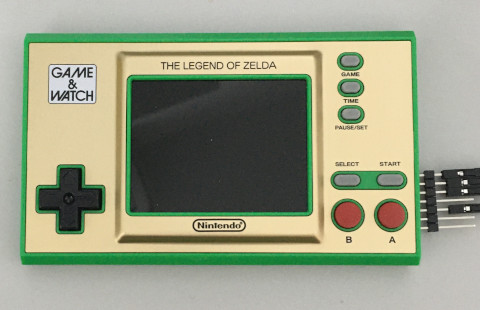 GAME
&
WATCH
THE LEGEND OF ZELDA
GAME
TIME
PAUSE/SET
SELECT START
Nintendo
B A